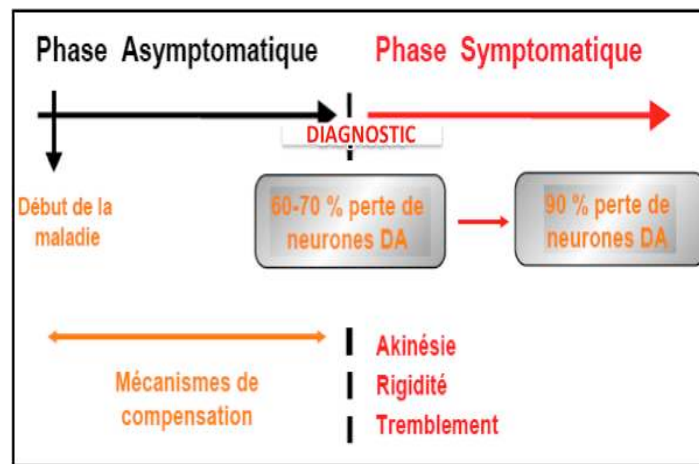 Phase Asymptomatique
Phase Symptomatique
DIAGNOSTIC
Début de la
maladie
60-70 % perte de
neurones DA
90 % perte de
neurones DA
Mécanismes de
compensation
Akinésie
Rigidité
Tremblement